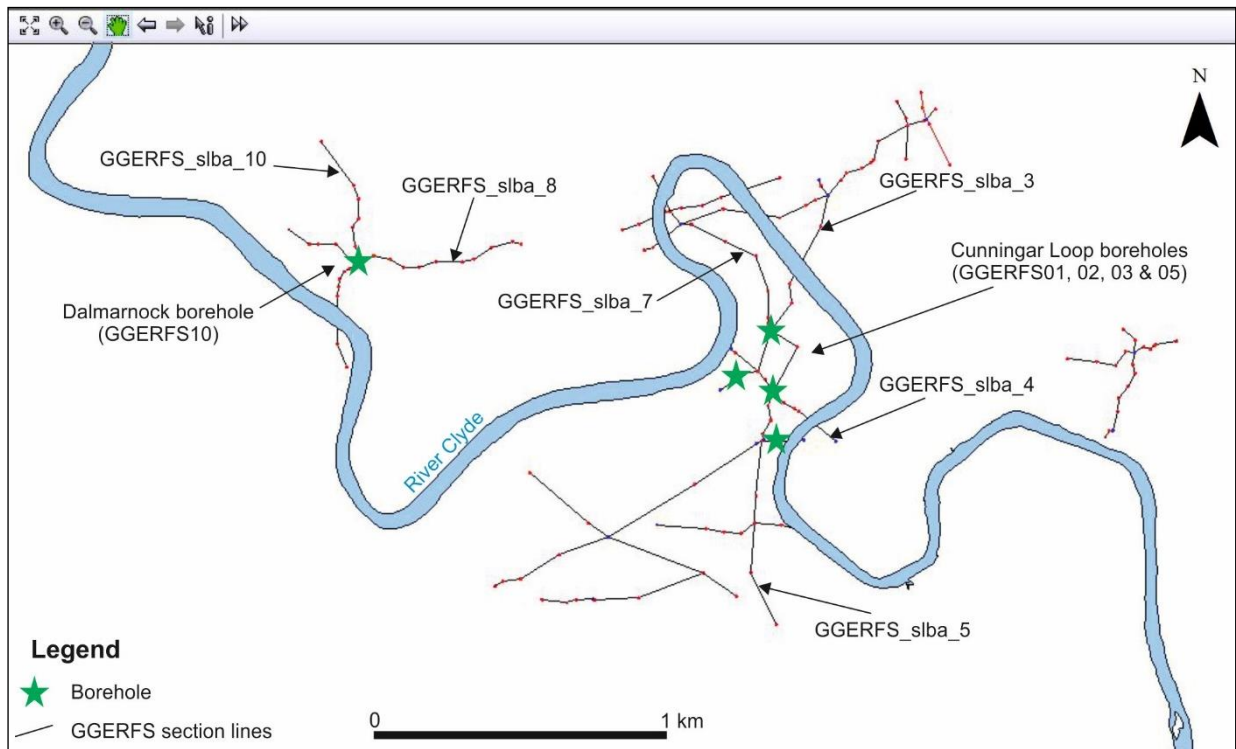 N
GGERFS_slba_10
GGERFS_slba_8
GGERFS_slba_3
Cunningar Loop boreholes
(GGERFS01, 02, 03 & 05)
GGERFS_slba_7
Dalmarnock borehole
(GGERFS10)
GGERFS_slba_4
River Clyde
GGERFS_slba_5
Legend
Borehole
GGERFS section lines
0
1 km